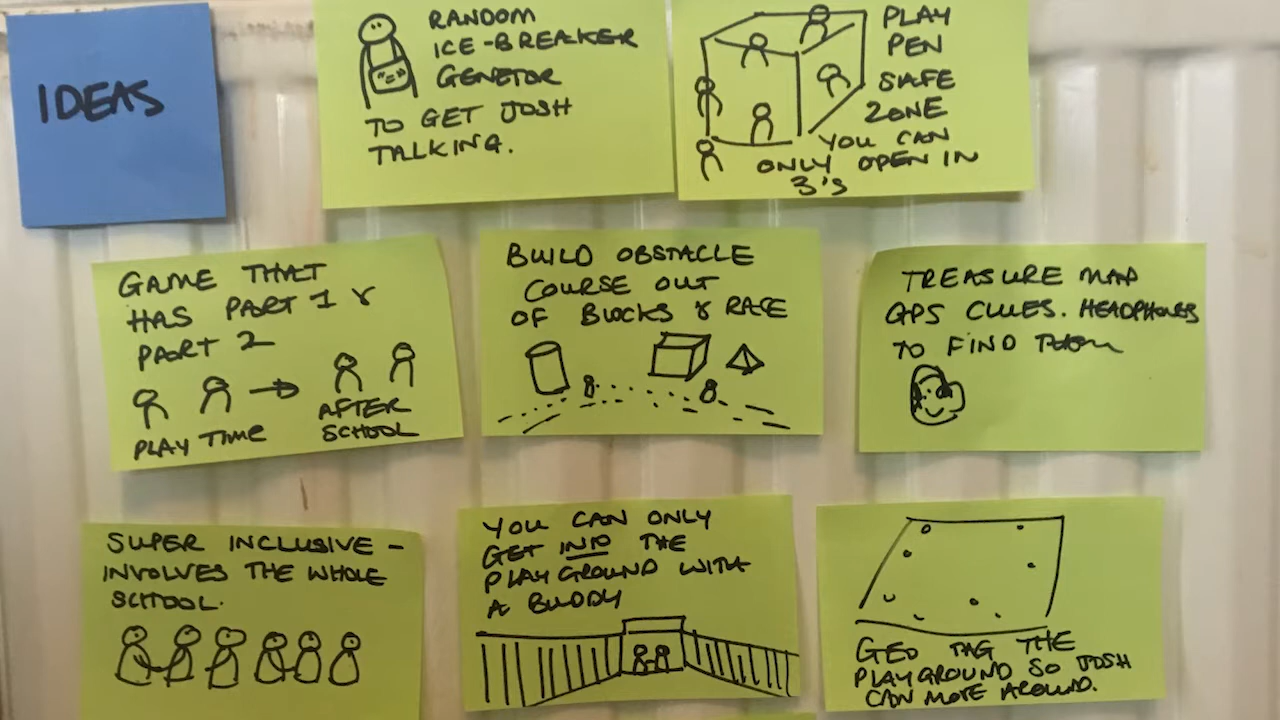 IDEAS
RANDOM
ICE-BREAKER
GENETOR
TO GET JOSH
TALKING.
PLAY
PEN
SAFE
ZONE
YOU CAN
ONLY OPEN IN
3'S
GAME THAT
HAS PART 1 &
PART 2
PLAY TIME
AFTER
SCHOOL
BUILD OBSTACLE
COURSE OUT
OF BLOCKS & RACE
TREASURE MAP
GPS CLUES. HEADPHONES
TO FIND THEM
SUPER INCLUSIVE -
INVOLVES THE WHOLE
SCHOOL.
YOU CAN ONLY
GET INTO THE
PLAYGROUND WITH
A BUDDY
GEO TAG THE
PLAYGROUND SO JOSH
CAN MOVE AROUND.